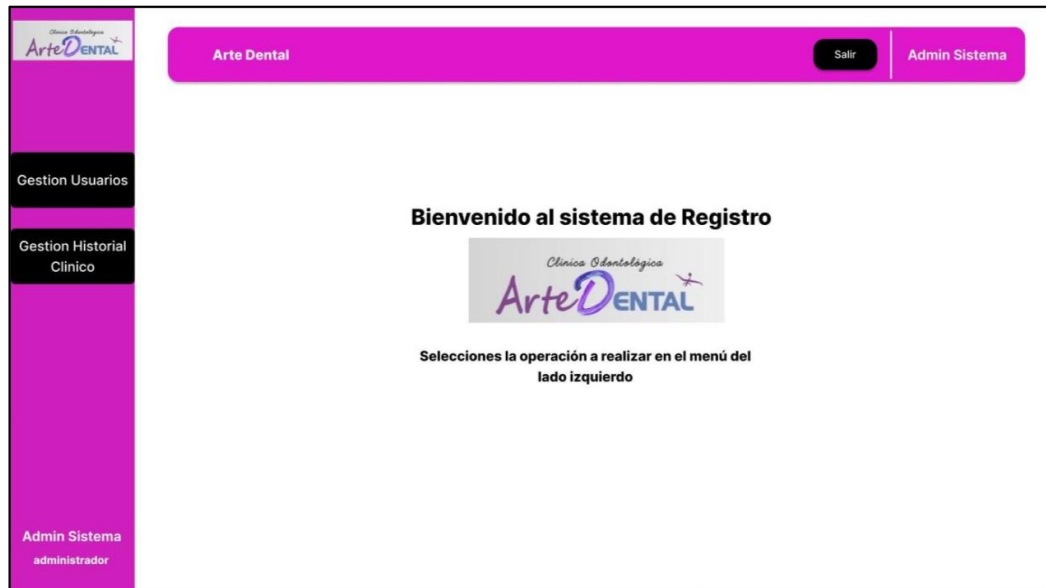 Clinica Odontológica
ArteDENTAL
Arte Dental
Salir
Admin Sistema
Gestion Usuarios
Gestion Historial
Clinico
Bienvenido al sistema de Registro
Clinica Odontológica
ArteDENTAL
Selecciones la operación a realizar en el menú del
lado izquierdo
Admin Sistema
administrador